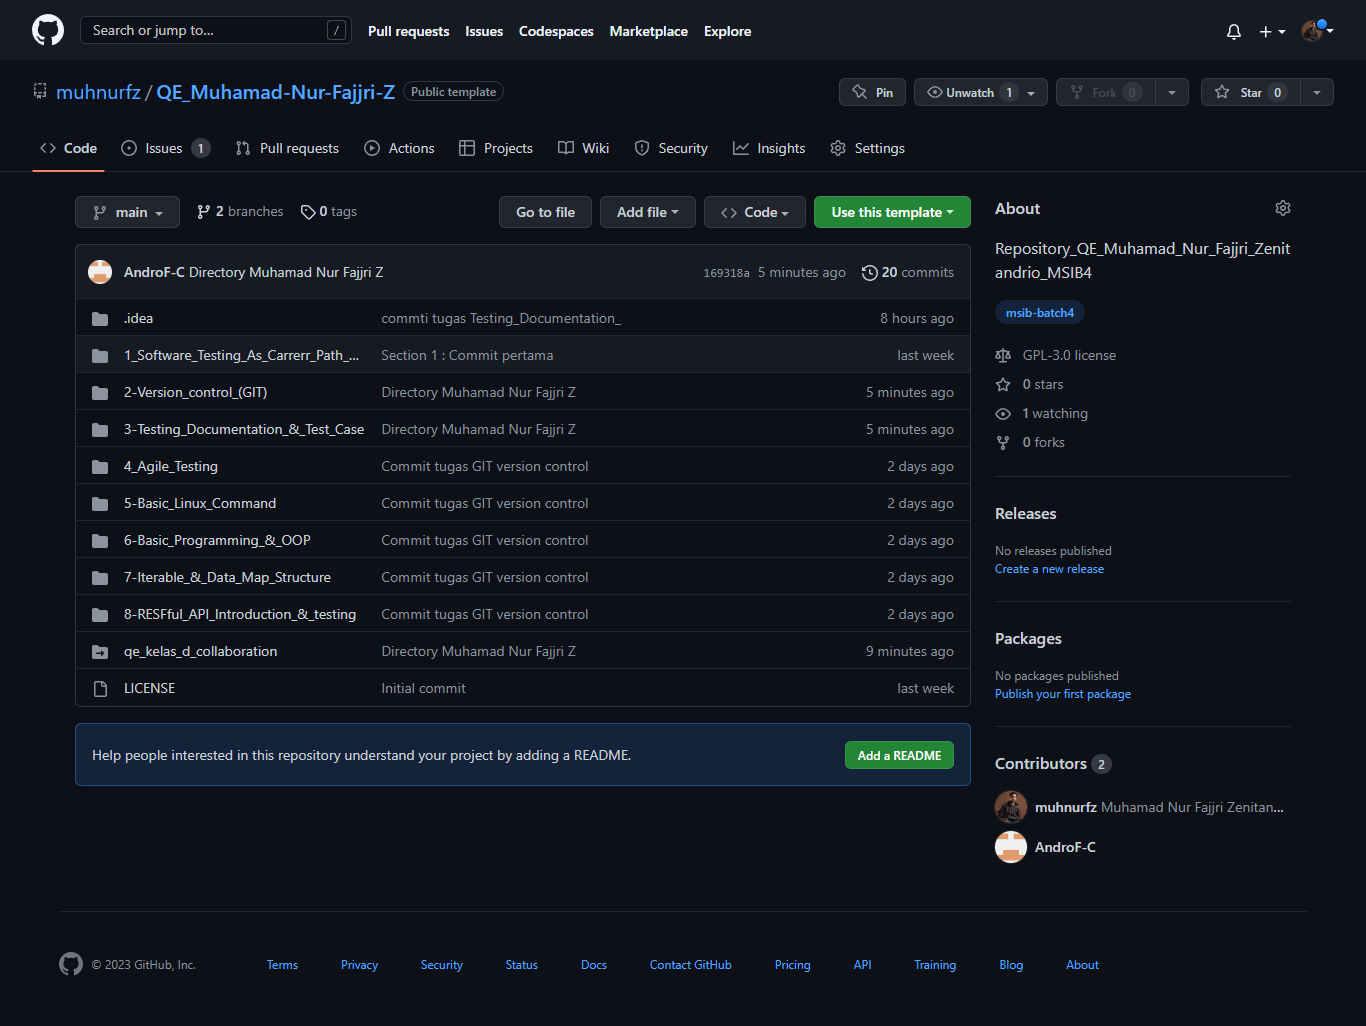 Search or jump to... /
Pull requests Issues Codespaces Marketplace Explore
muhnurfz / QE_Muhamad-Nur-Fajjri-Z Public template
Pin Unwatch 1 Fork 0 Star 0
Code Issues 1 Pull requests Actions Projects Wiki Security Insights Settings
main 2 branches 0 tags
Go to file Add file Code Use this template
AndroF-C Directory Muhamad Nur Fajjri Z 169318a 5 minutes ago 20 commits
.idea commti tugas Testing_Documentation_ 8 hours ago
1_Software_Testing_As_Carrerr_Path_... Section 1 : Commit pertama last week
2-Version_control_(GIT) Directory Muhamad Nur Fajjri Z 5 minutes ago
3-Testing_Documentation_&_Test_Case Directory Muhamad Nur Fajjri Z 5 minutes ago
4_Agile_Testing Commit tugas GIT version control 2 days ago
5-Basic_Linux_Command Commit tugas GIT version control 2 days ago
6-Basic_Programming_&_OOP Commit tugas GIT version control 2 days ago
7-Iterable_&_Data_Map_Structure Commit tugas GIT version control 2 days ago
8-RESFful_API_Introduction_&_testing Commit tugas GIT version control 2 days ago
qe_kelas_d_collaboration Directory Muhamad Nur Fajjri Z 9 minutes ago
LICENSE Initial commit last week
Help people interested in this repository understand your project by adding a README. Add a README
About
Repository_QE_Muhamad_Nur_Fajjri_Zenit
andrio_MSIB4
msib-batch4
GPL-3.0 license
0 stars
1 watching
0 forks
Releases
No releases published
Create a new release
Packages
No packages published
Publish your first package
Contributors 2
muhnurfz Muhamad Nur Fajjri Zenitan...
AndroF-C
© 2023 GitHub, Inc. Terms Privacy Security Status Docs Contact GitHub Pricing API Training Blog About